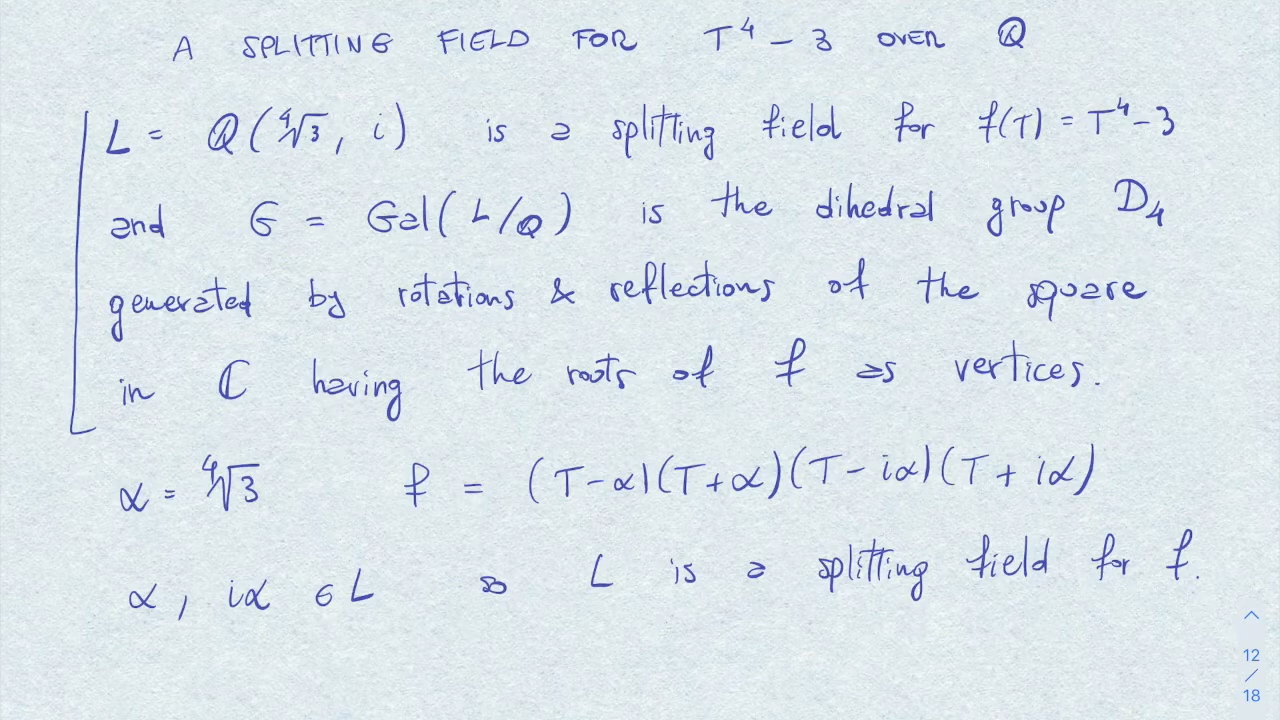 A SPLITTING FIELD FOR T⁴ - 3 OVER ℚ
L = ℚ(⁴√3, i) is a splitting field for f(T) = T⁴-3
and G = Gal(L/ℚ) is the dihedral group D₄
generated by rotations & reflections of the square
in ℂ having the roots of f as vertices.
α = ⁴√3 f = (T-α)(T+α)(T-iα)(T+iα)
α, iα ∈ L so L is a splitting field for f.
12
/
18